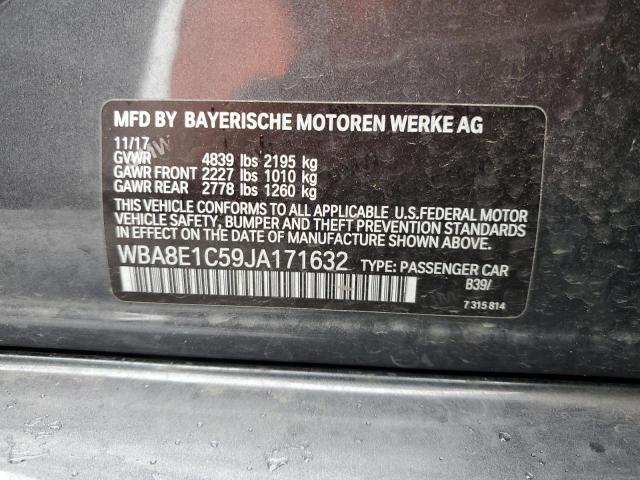 MFD BY BAYERISCHE MOTOREN WERKE AG
11/17
GVWR 4839 lbs 2195 kg
GAWR FRONT 2227 lbs 1010 kg
GAWR REAR 2778 lbs 1260 kg
THIS VEHICLE CONFORMS TO ALL APPLICABLE U.S.FEDERAL MOTOR
VEHICLE SAFETY, BUMPER AND THEFT PREVENTION STANDARDS
IN EFFECT ON THE DATE OF MANUFACTURE SHOWN ABOVE.
WBA8E1C59JA171632 TYPE: PASSENGER CAR
B39/
7 315 814